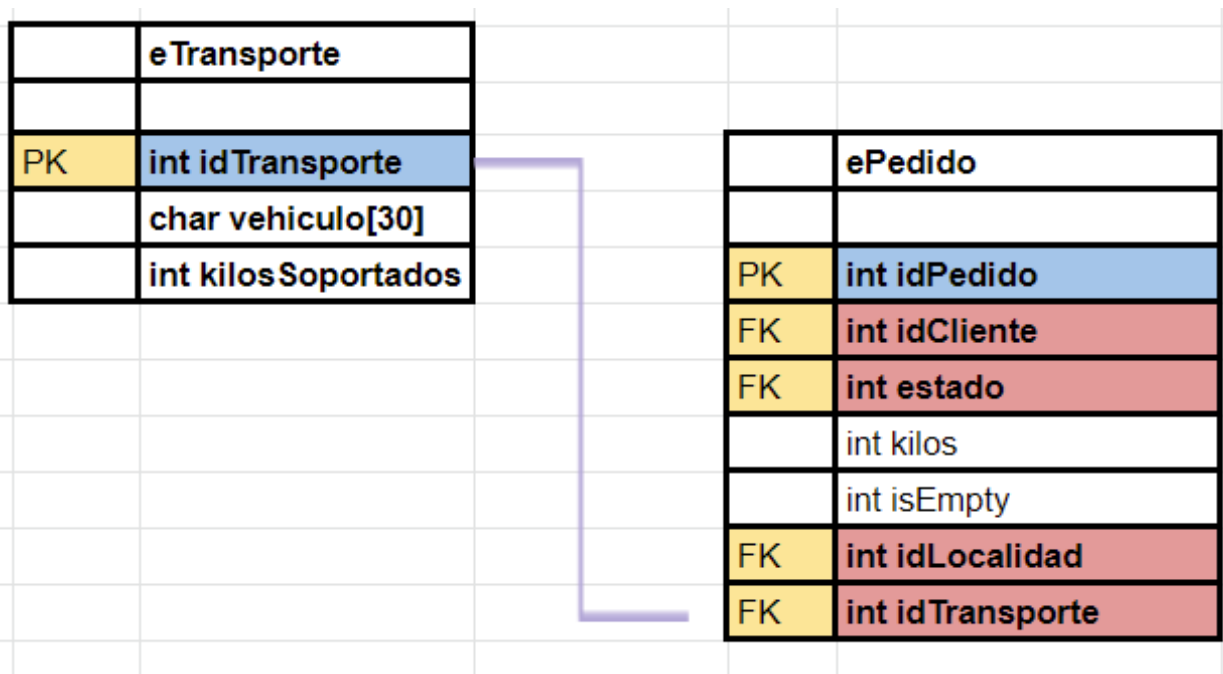 eTransporte
PK int idTransporte
char vehiculo[30]
int kilosSoportados
ePedido
PK int idPedido
FK int idCliente
FK int estado
int kilos
int isEmpty
FK int idLocalidad
FK int idTransporte